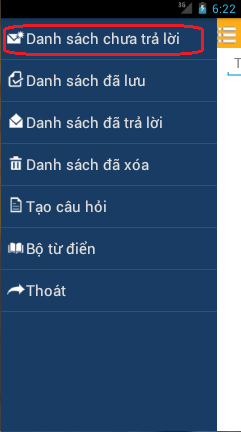 3G 6:22
Danh sách chưa trả lời
Danh sách đã lưu
Danh sách đã trả lời
Danh sách đã xóa
Tạo câu hỏi
Bộ từ điển
Thoát